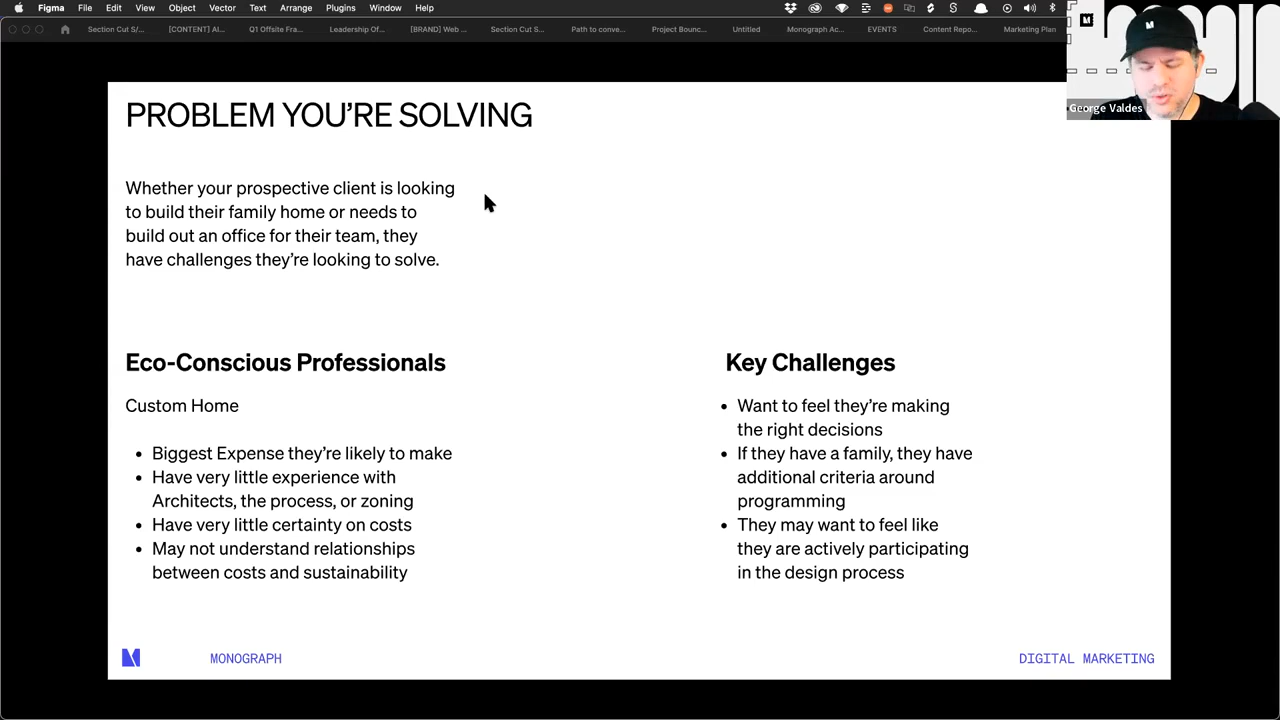 Figma File Edit View Object Vector Text Arrange Plugins Window Help
Section Cut S/... [CONTENT] AI... Q1 Offsite Fra... Leadership Of... [BRAND] Web ... Section Cut S... Path to conve... Project Bounc... Untitled Monograph Ac... EVENTS Content Repo... Marketing Plan
George Valdes
PROBLEM YOU’RE SOLVING
Whether your prospective client is looking
to build their family home or needs to
build out an office for their team, they
have challenges they’re looking to solve.
Eco-Conscious Professionals
Custom Home
• Biggest Expense they’re likely to make
• Have very little experience with
Architects, the process, or zoning
• Have very little certainty on costs
• May not understand relationships
between costs and sustainability
Key Challenges
• Want to feel they’re making
the right decisions
• If they have a family, they have
additional criteria around
programming
• They may want to feel like
they are actively participating
in the design process
MONOGRAPH
DIGITAL MARKETING